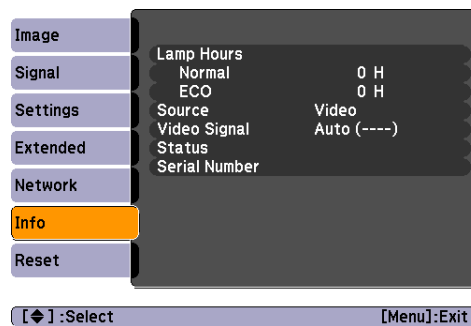 Image
Signal
Settings
Extended
Network
Info
Reset
Lamp Hours
Normal 0 H
ECO 0 H
Source Video
Video Signal Auto (----)
Status
Serial Number
[◆] :Select [Menu]:Exit